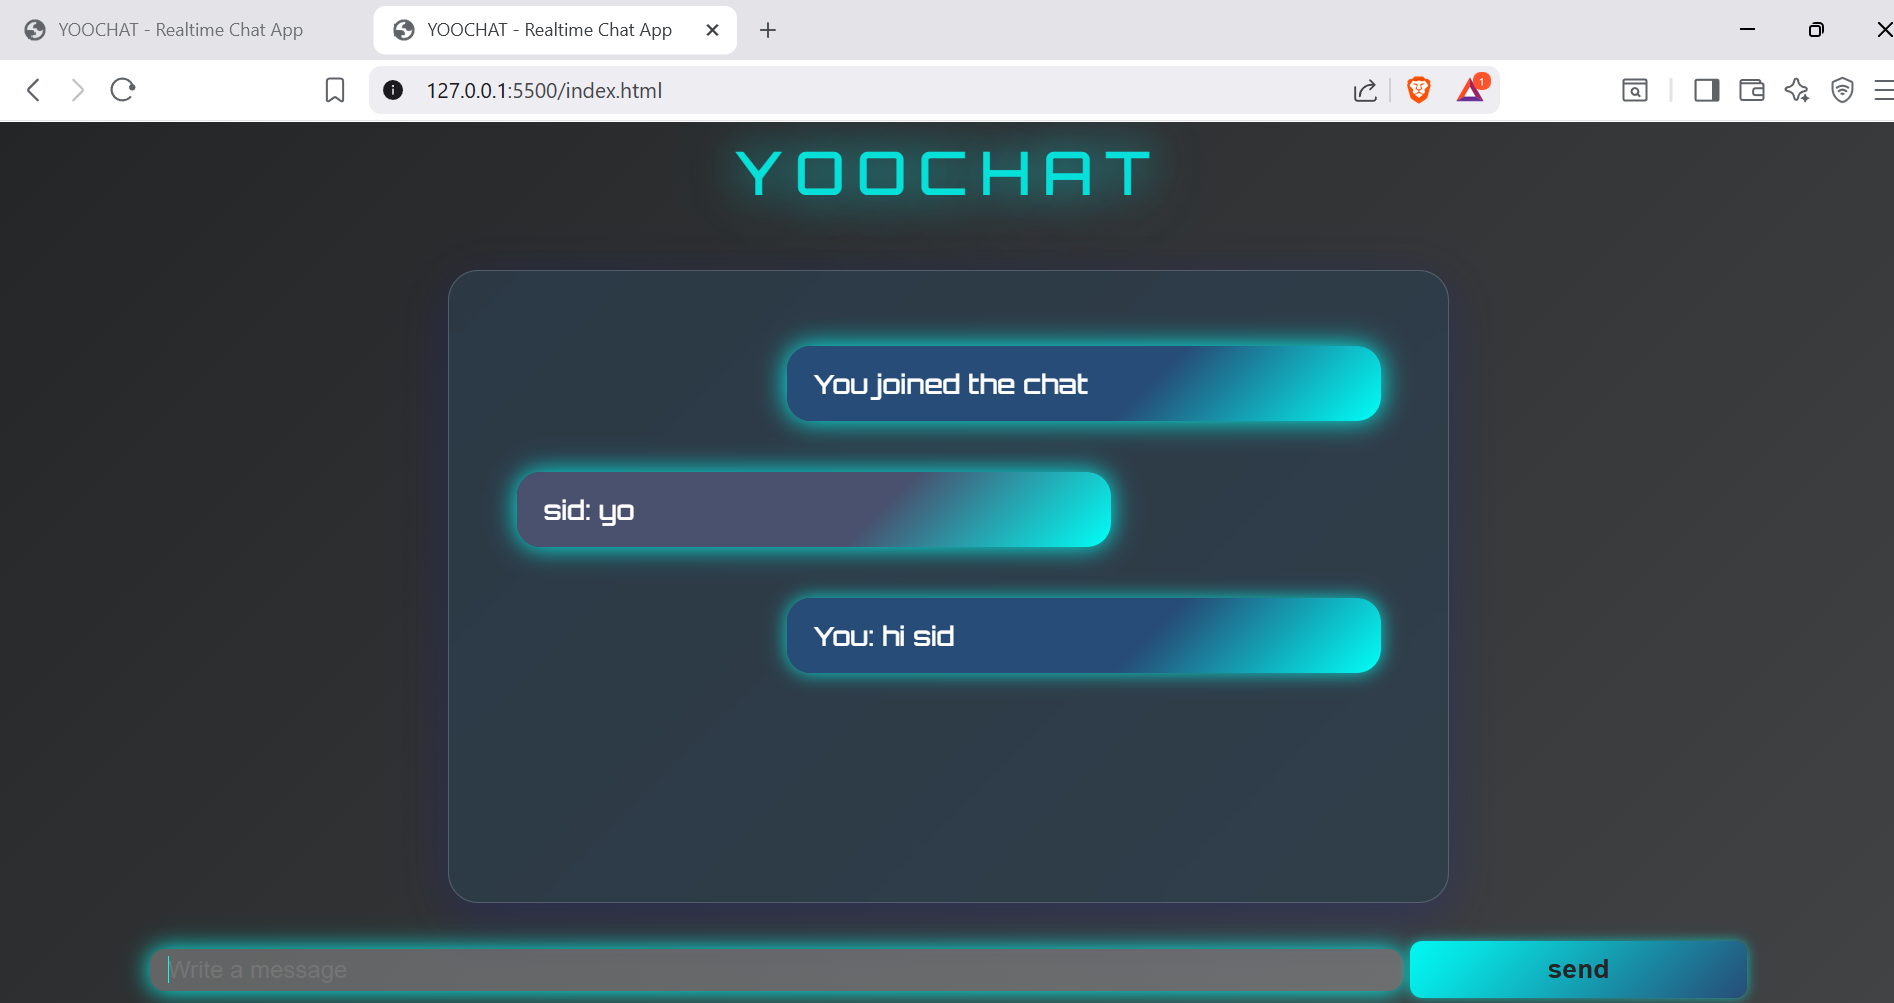 YOOCHAT - Realtime Chat App
YOOCHAT - Realtime Chat App
127.0.0.1:5500/index.html
1
YOOCHAT
You joined the chat
sid: yo
You: hi sid
Write a message
send